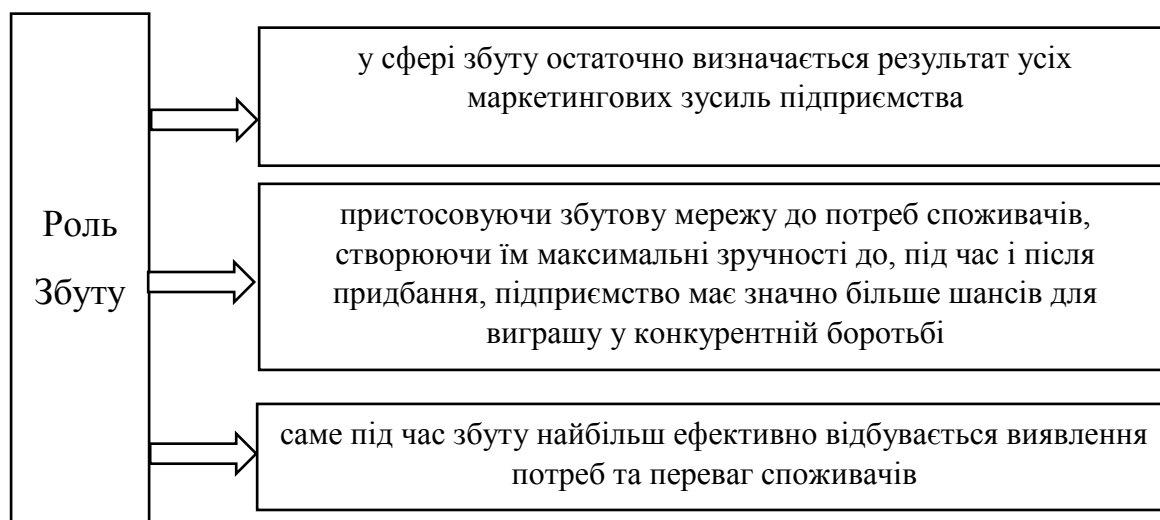 Роль
Збуту
у сфері збуту остаточно визначається результат усіх
маркетингових зусиль підприємства
пристосовуючи збутову мережу до потреб споживачів,
створюючи їм максимальні зручності до, під час і після
придбання, підприємство має значно більше шансів для
виграшу у конкурентній боротьбі
саме під час збуту найбільш ефективно відбувається виявлення
потреб та переваг споживачів